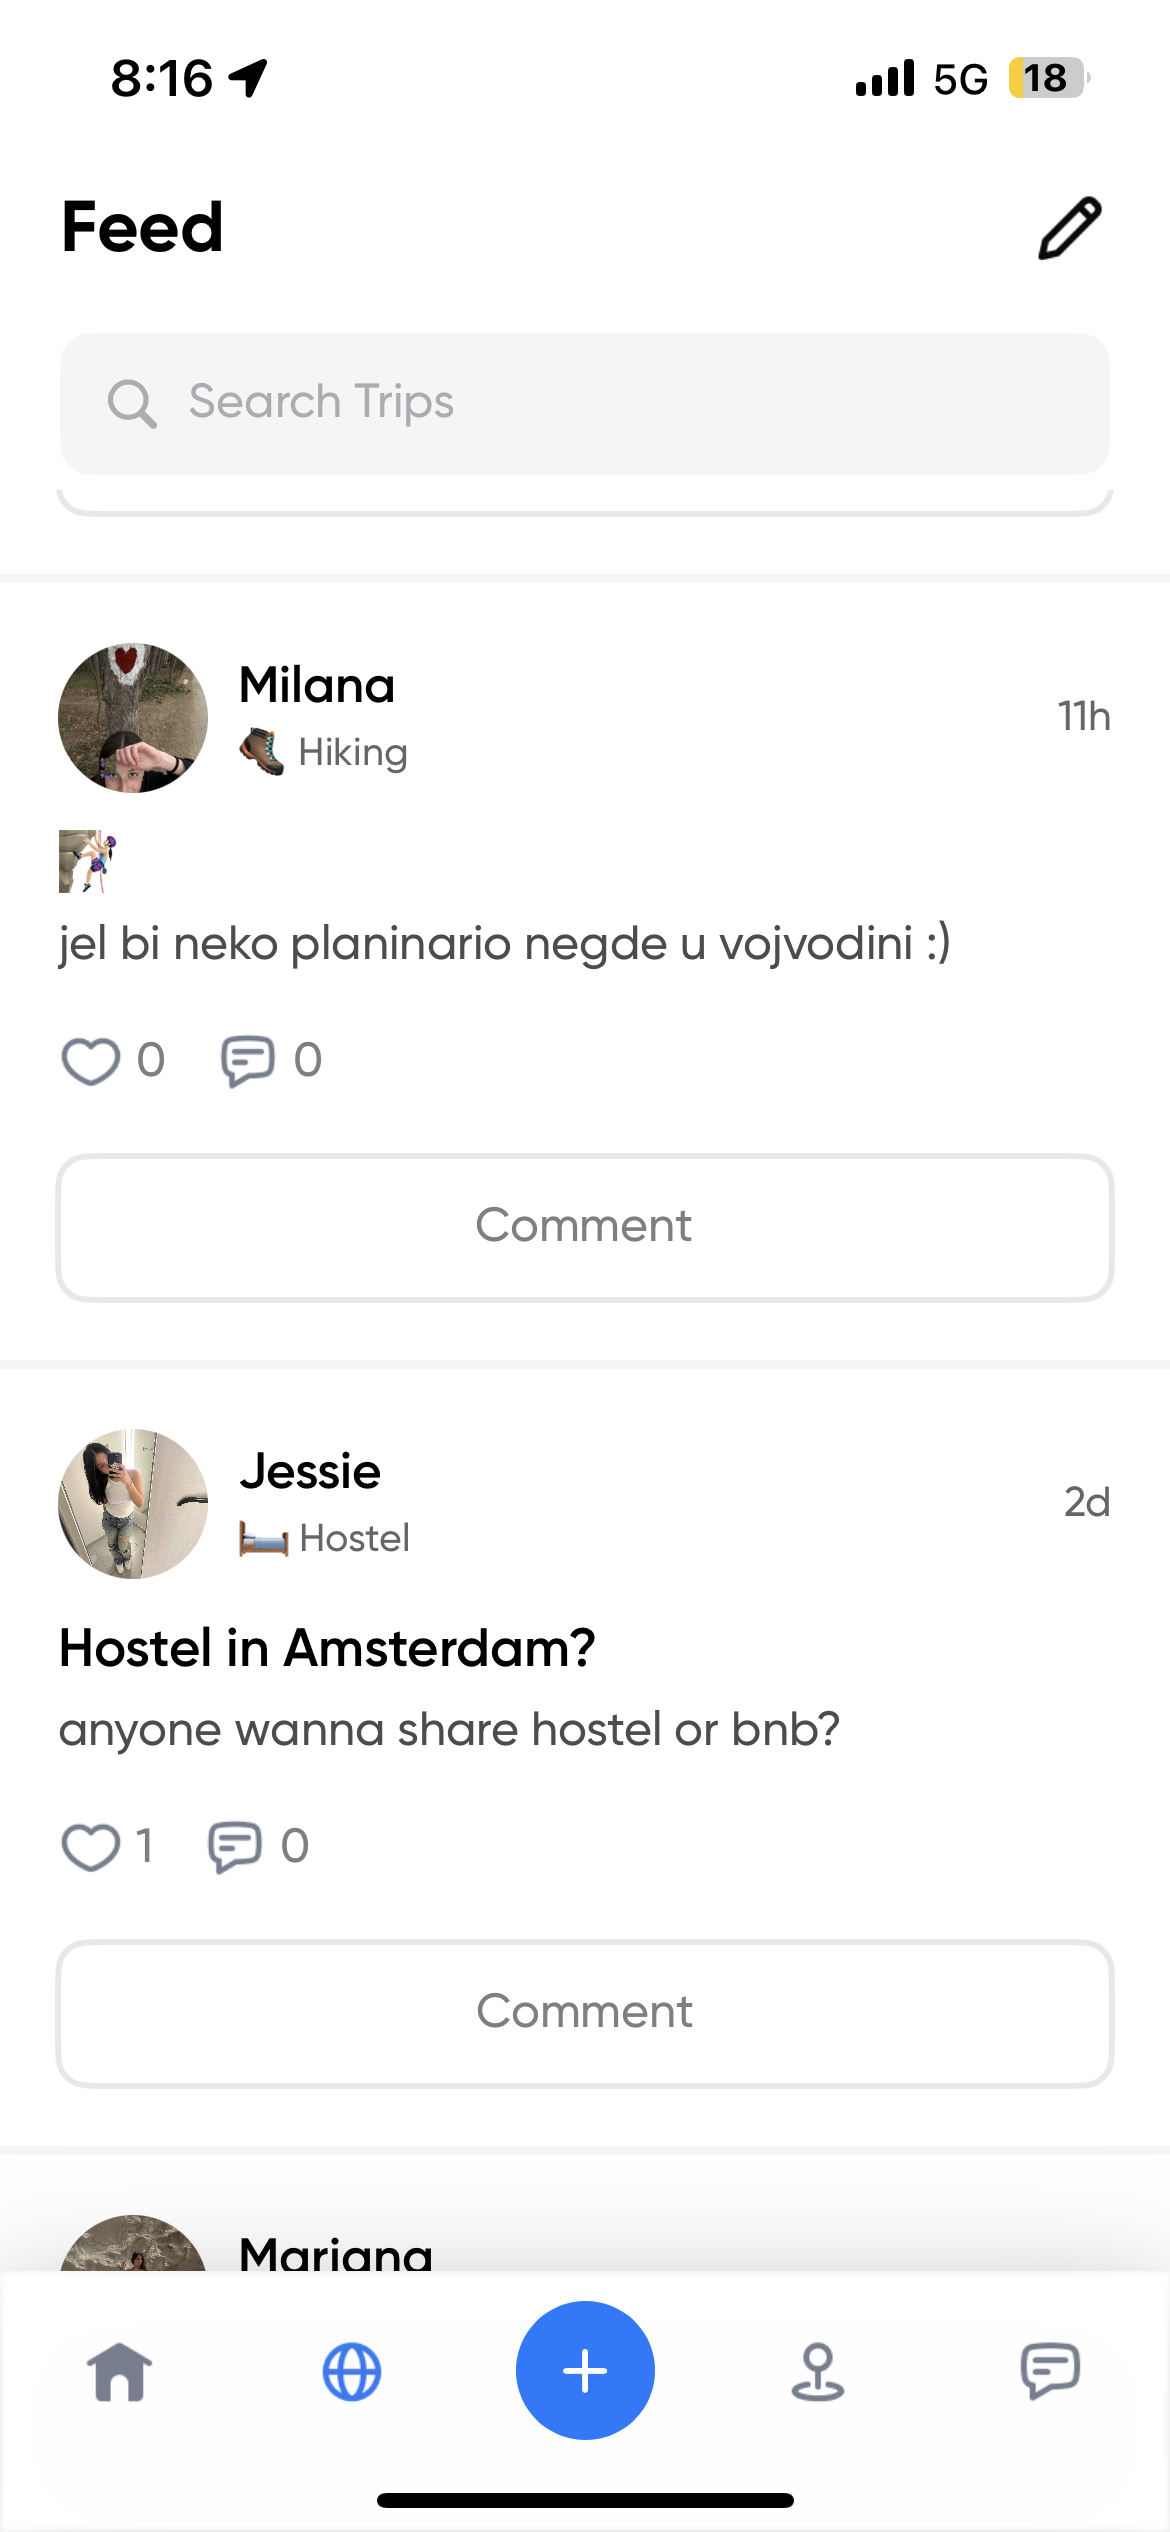 8:16
5G
18
Feed
Search Trips
Milana
11h
🥾 Hiking
🧗🏻‍♀️
jel bi neko planinario negde u vojvodini :)
0
0
Comment
Jessie
2d
🛏️ Hostel
Hostel in Amsterdam?
anyone wanna share hostel or bnb?
1
0
Comment
Mariana